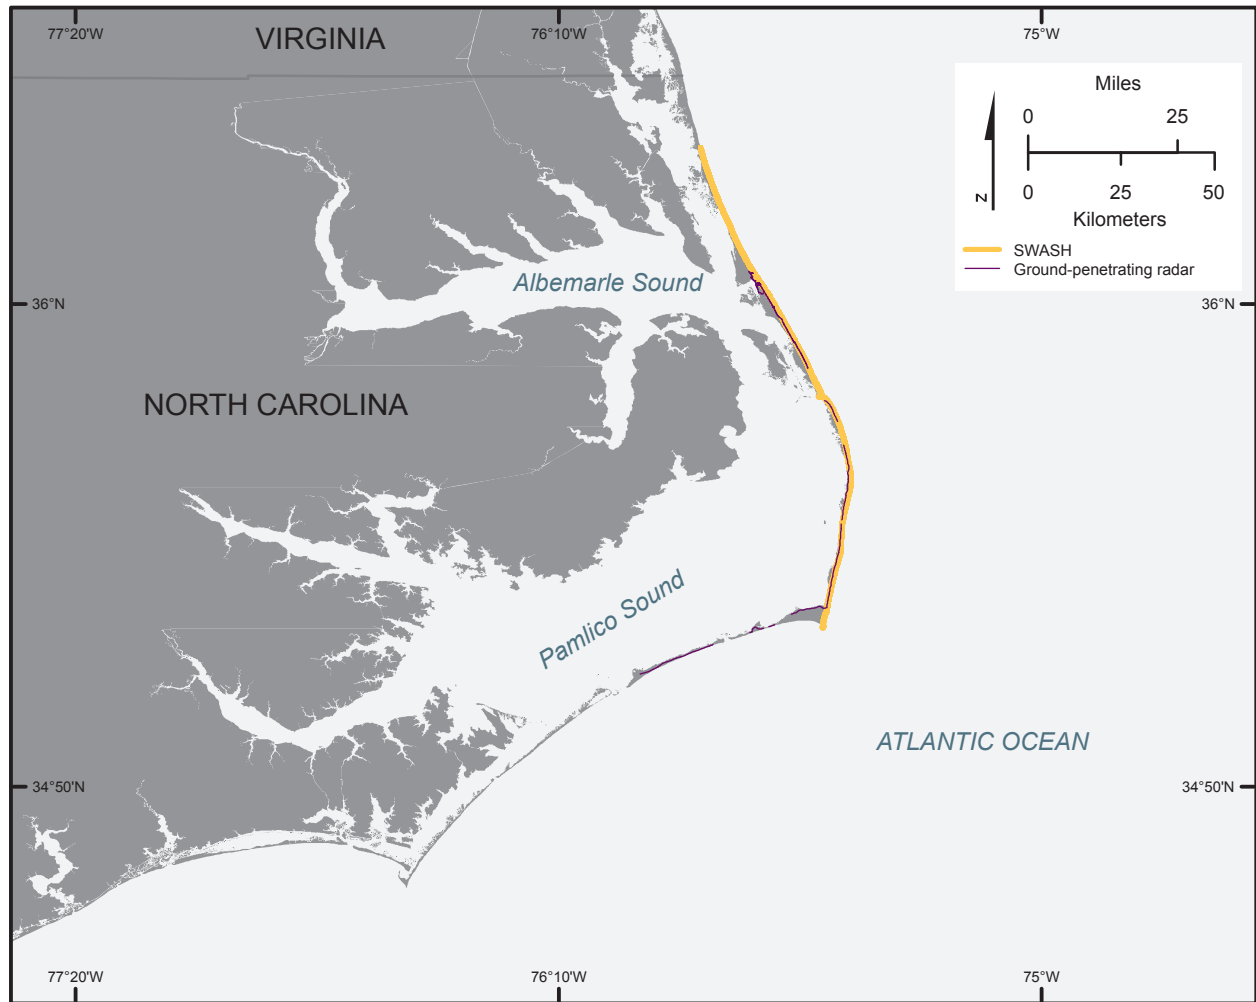 77°20'W
76°10'W
75°W
VIRGINIA
Miles
0
25
0
25
50
Kilometers
N
SWASH
Ground-penetrating radar
Albemarle Sound
36°N
36°N
NORTH CAROLINA
Pamlico Sound
ATLANTIC OCEAN
34°50'N
34°50'N
77°20'W
76°10'W
75°W